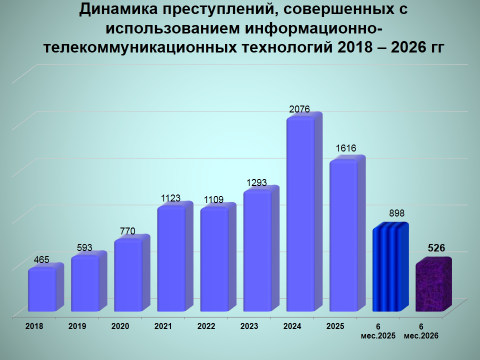 Динамика преступлений, совершенных с
использованием информационно-
телекоммуникационных технологий 2018 – 2026 гг
2076
1616
1293
1123
1109
898
770
593
526
465
2018 2019 2020 2021 2022 2023 2024 2025 6 6
мес.2025 мес.2026